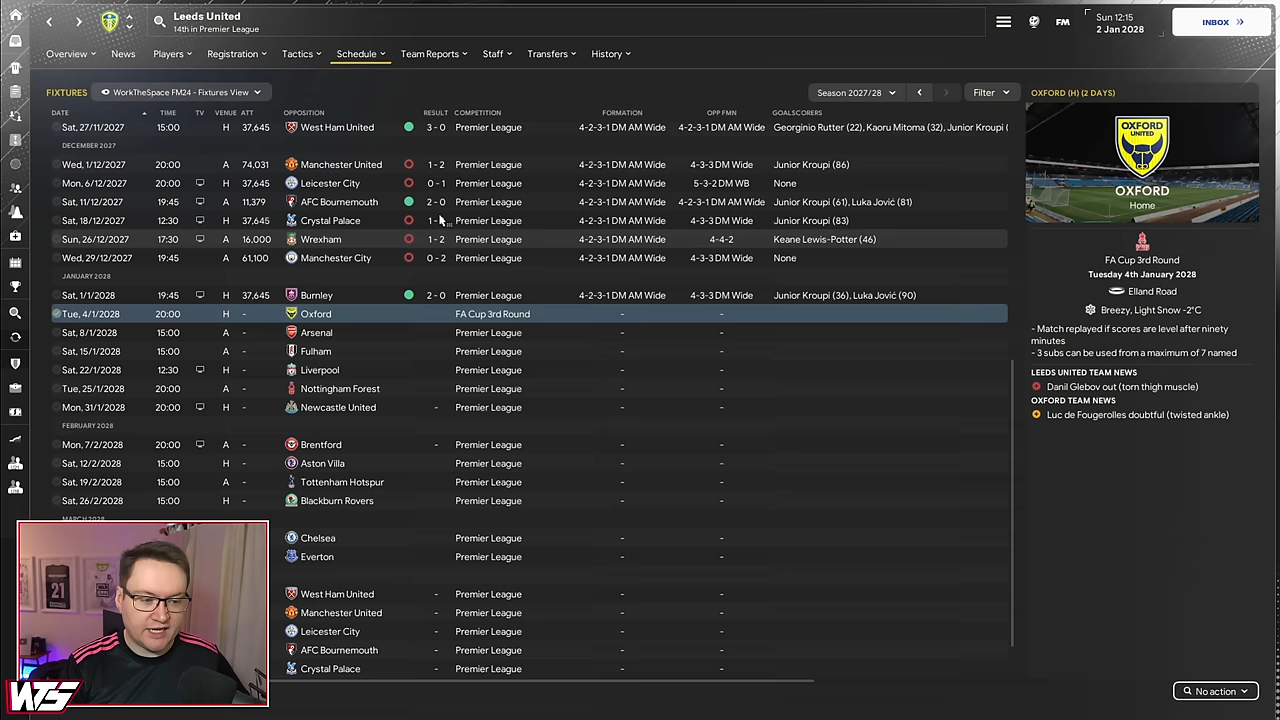 Leeds United
14th in Premier League
FM
Sun 12:15
2 Jan 2028
INBOX
Overview
News
Players
Registration
Tactics
Schedule
Team Reports
Staff
Transfers
History
FIXTURES
WorkTheSpace FM24 - Fixtures View
Season 2027/28
Filter
DATE TIME TV VENUE ATT OPPOSITION RESULT COMPETITION FORMATION OPP FMN GOALSCORERS
Sat, 27/11/2027 15:00 H 37,645 West Ham United 3 - 0 Premier League 4-2-3-1 DM AM Wide 4-2-3-1 DM AM Wide Georginio Rutter (22), Kaoru Mitoma (32), Junior Kroupi (
DECEMBER 2027
Wed, 1/12/2027 20:00 A 74,031 Manchester United 1 - 2 Premier League 4-2-3-1 DM AM Wide 4-3-3 DM Wide Junior Kroupi (86)
Mon, 6/12/2027 20:00 H 37,645 Leicester City 0 - 1 Premier League 4-2-3-1 DM AM Wide 5-3-2 DM WB None
Sat, 11/12/2027 19:45 A 11,379 AFC Bournemouth 2 - 1 Premier League 4-2-3-1 DM AM Wide 4-2-3-1 DM AM Wide Junior Kroupi (61), Luka Jović (81)
Sat, 18/12/2027 12:30 H 37,645 Crystal Palace 1 - Premier League 4-2-3-1 DM AM Wide 4-3-3 DM Wide Junior Kroupi (83)
Sun, 26/12/2027 17:30 A 16,000 Wrexham 1 - 2 Premier League 4-2-3-1 DM AM Wide 4-4-2 Keane Lewis-Potter (46)
Wed, 29/12/2027 19:45 A 61,100 Manchester City 0 - 2 Premier League 4-2-3-1 DM AM Wide 4-3-3 DM Wide None
JANUARY 2028
Sat, 1/1/2028 19:45 H 37,645 Burnley 2 - 0 Premier League 4-2-3-1 DM AM Wide 4-3-3 DM Wide Junior Kroupi (36), Luka Jović (90)
Tue, 4/1/2028 20:00 H - Oxford FA Cup 3rd Round - -
Sat, 8/1/2028 15:00 H - Arsenal Premier League - -
Sat, 15/1/2028 15:00 A - Fulham Premier League - -
Sat, 22/1/2028 12:30 H - Liverpool Premier League - -
Tue, 25/1/2028 20:00 A - Nottingham Forest Premier League - -
Mon, 31/1/2028 20:00 H - Newcastle United - Premier League - -
FEBRUARY 2028
Mon, 7/2/2028 20:00 A - Brentford - Premier League - -
Sat, 12/2/2028 15:00 H - Aston Villa - Premier League - -
Sat, 19/2/2028 15:00 A - Tottenham Hotspur - Premier League - -
Sat, 26/2/2028 15:00 H - Blackburn Rovers - Premier League - -
MARCH 2028
Chelsea - Premier League - -
Everton - Premier League - -
West Ham United - Premier League - -
Manchester United - Premier League - -
Leicester City - Premier League - -
AFC Bournemouth - Premier League - -
Crystal Palace - Premier League - -
OXFORD (H) (2 DAYS)
OXFORD UNITED
OXFORD
Home
FA Cup 3rd Round
Tuesday 4th January 2028
Elland Road
Breezy, Light Snow -2°C
- Match replayed if scores are level after ninety
minutes
- 3 subs can be used from a maximum of 7 named
LEEDS UNITED TEAM NEWS
Danil Glebov out (torn thigh muscle)
OXFORD TEAM NEWS
Luc de Fougerolles doubtful (twisted ankle)
No action
21
WTS